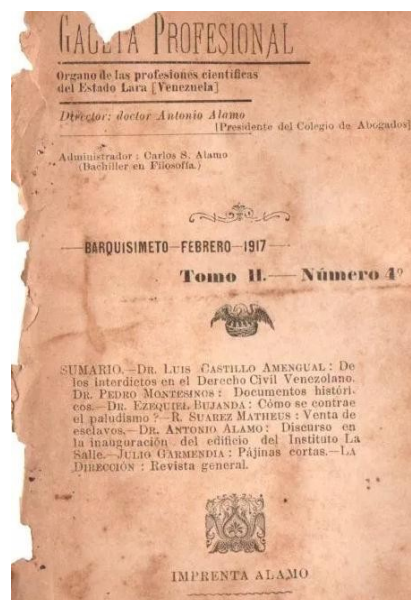 GACETA PROFESIONAL
Organo de las profesiones científicas
del Estado Lara [Venezuela]
Director: doctor Antonio Alamo
[Presidente del Colegio de Abogados]
Administrador: Carlos S. Alamo
(Bachiller en Filosofía.)
BARQUISIMETO—FEBRERO—1917
Tomo II.—Número 4º
SUMARIO.—DR. LUIS CASTILLO AMENGUAL: De
los interdictos en el Derecho Civil Venezolano.
DR. PEDRO MONTESINOS: Documentos históri-
cos.—DR. EZEQUIEL BUJANDA: Cómo se contrae
el paludismo?—R. SUAREZ MATHEUS: Venta de
esclavos.—DR. ANTONIO ALAMO: Discurso en
la inauguración del edificio del Instituto La
Salle.—JULIO GARMENDIA: Pájinas cortas.—LA
DIRECCIÓN: Revista general.
IMPRENTA ALAMO